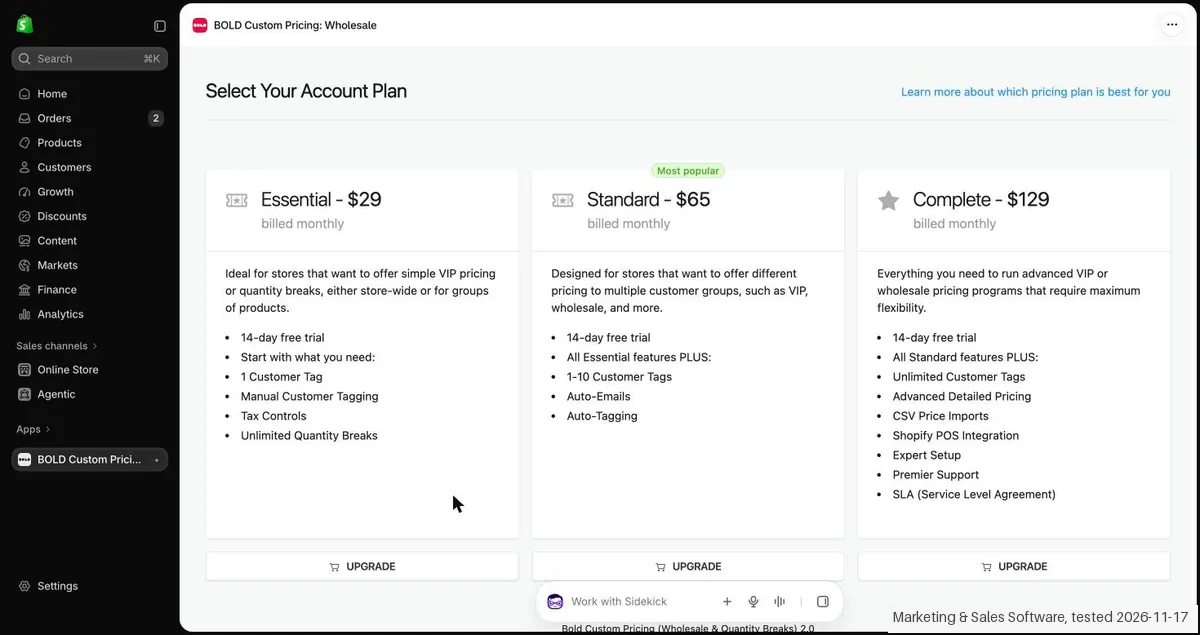 BOLD Custom Pricing: Wholesale
Search ⌘K
Home
Orders 2
Products
Customers
Growth
Discounts
Content
Markets
Finance
Analytics
Sales channels
Online Store
Agentic
Apps
BOLD Custom Prici...
Settings
Select Your Account Plan
Learn more about which pricing plan is best for you
Essential - $29
billed monthly
Ideal for stores that want to offer simple VIP pricing
or quantity breaks, either store-wide or for groups
of products.
• 14-day free trial
• Start with what you need:
• 1 Customer Tag
• Manual Customer Tagging
• Tax Controls
• Unlimited Quantity Breaks
UPGRADE
Most popular
Standard - $65
billed monthly
Designed for stores that want to offer different
pricing to multiple customer groups, such as VIP,
wholesale, and more.
• 14-day free trial
• All Essential features PLUS:
• 1-10 Customer Tags
• Auto-Emails
• Auto-Tagging
UPGRADE
Complete - $129
billed monthly
Everything you need to run advanced VIP or
wholesale pricing programs that require maximum
flexibility.
• 14-day free trial
• All Standard features PLUS:
• Unlimited Customer Tags
• Advanced Detailed Pricing
• CSV Price Imports
• Shopify POS Integration
• Expert Setup
• Premier Support
• SLA (Service Level Agreement)
UPGRADE
Work with Sidekick
Bold Custom Pricing (Wholesale & Quantity Breaks) 2.0
Marketing & Sales Software, tested 2026-11-17